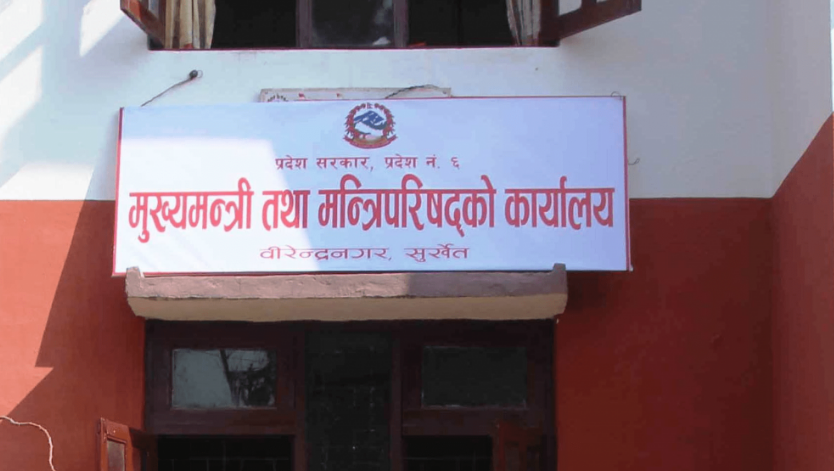 प्रदेश सरकार, प्रदेश नं. ६
मुख्यमन्त्री तथा मन्त्रिपरिषद्को कार्यालय
वीरेन्द्रनगर, सुर्खेत